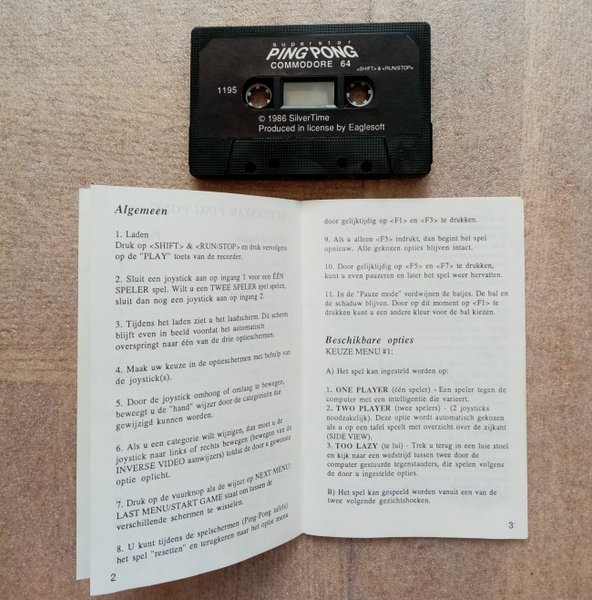 superstar
PING PONG
COMMODORE 64
<SHIFT> & <RUN/STOP>
1195
© 1986 SilverTime
Produced in license by Eaglesoft
Algemeen
1. Laden
Druk op <SHIFT> & <RUN/STOP> en druk vervolgens
op de "PLAY" toets van de recorder.
2. Sluit een joystick aan op ingang 1 voor een ÉÉN
SPELER spel. Wilt u een TWEE SPELER spel spelen,
sluit dan nog een joystick aan op ingang 2.
3. Tijdens het laden ziet u het laadscherm. Dit scherm
blijft even in beeld voordat het automatisch
overspringt naar één van de drie optieschermen.
4. Maak uw keuze in de optieschermen met behulp van
de joystick(s).
5. Door de joystick omhoog of omlaag te bewegen,
beweegt u de "hand" wijzer door de categorieën die
gewijzigd kunnen worden.
6. Als u een categorie wilt wijzigen, dan moet u de
joystick naar links of rechts bewegen (bewegen van de
INVERSE VIDEO aanwijzers) totdat de door u gewenste
optie oplicht.
7. Druk op de vuurknop als de wijzer op NEXT MENU/
LAST MENU/START GAME staat om tussen de
verschillende schermen te wisselen.
8. U kunt tijdens de spelschermen (Ping-Pong tafels)
het spel "resetten" en terugkeren naar het optie menu
2
door gelijktijdig op <F1> en <F3> te drukken.
9. Als u alleen <F3> indrukt, dan begint het spel
opnieuw. Alle gekozen opties blijven intact.
10. Door gelijktijdig op <F5> en <F7> te drukken,
kunt u even pauzeren en later het spel weer hervatten.
11. In de "Pauze mode" verdwijnen de batjes. De bal en
de schaduw blijven. Door op dit moment op <F1> te
drukken kunt u een andere kleur voor de bal kiezen.
Beschikbare opties
KEUZE MENU #1:
A) Het spel kan ingesteld worden op:
1. ONE PLAYER (één speler) - Een speler tegen de
computer met een intelligentie die varieert.
2. TWO PLAYER (twee spelers) - (2 joysticks
noodzakelijk). Deze optie wordt automatisch gekozen
als u op een tafel speelt met overzicht over de zijkant
(SIDE VIEW).
3. TOO LAZY (te lui) - Trek u terug in een luie stoel
en kijk naar een wedstrijd tussen twee door de
computer gestuurde tegenstanders, die spelen volgens
de door u ingestelde opties.
B) Het spel kan gespeeld worden vanuit een van de
twee volgende gezichtshoeken.
3